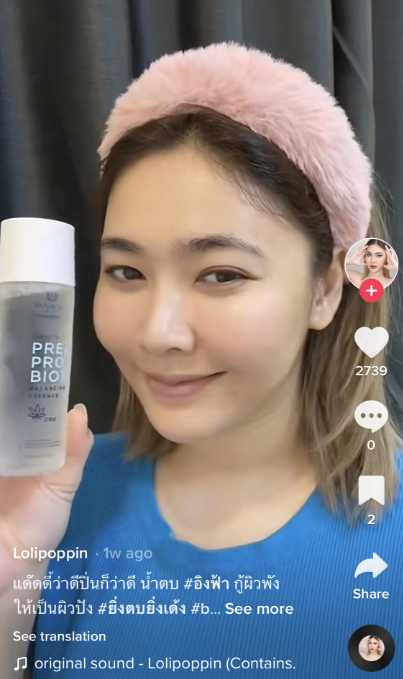 PRE
PRO
BIOT
BALANCING
ESSENCE
CBD
2739
0
2
Share
Lolipoppin · 1w ago
แด๊ดดี้ว่าดีปิ่นก็ว่าดี น้ำตบ #อิงฟ้า กู้ผิวพัง
ให้เป็นผิวปัง #ยิ่งตบยิ่งเด้ง #b... See more
See translation
original sound - Lolipoppin (Contains.